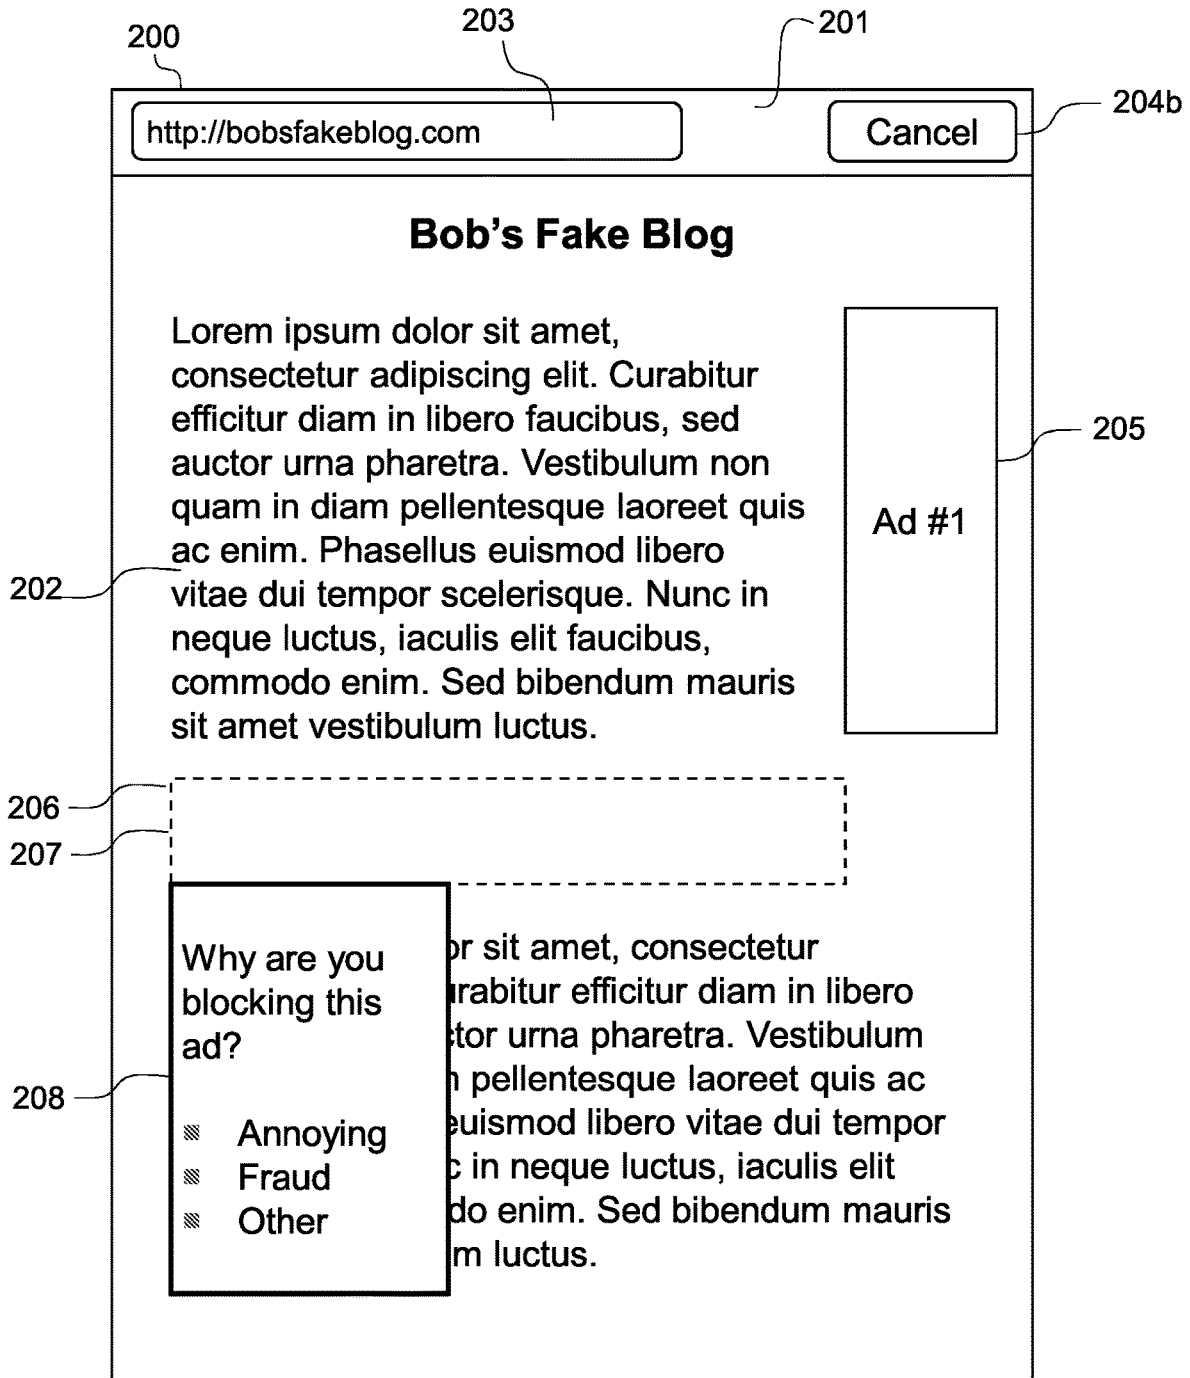 200
203
201
http://bobsfakeblog.com
Cancel
204b
Bob’s Fake Blog
Lorem ipsum dolor sit amet,
consectetur adipiscing elit. Curabitur
efficitur diam in libero faucibus, sed
auctor urna pharetra. Vestibulum non
quam in diam pellentesque laoreet quis
ac enim. Phasellus euismod libero
vitae dui tempor scelerisque. Nunc in
neque luctus, iaculis elit faucibus,
commodo enim. Sed bibendum mauris
sit amet vestibulum luctus.
202
Ad #1
205
206
207
Why are you
blocking this
ad?
Annoying
Fraud
Other
208
sit amet, consectetur
efficitur diam in libero
urna pharetra. Vestibulum
pellentesque laoreet quis ac
euismod libero vitae dui tempor
in neque luctus, iaculis elit
enim. Sed bibendum mauris
luctus.